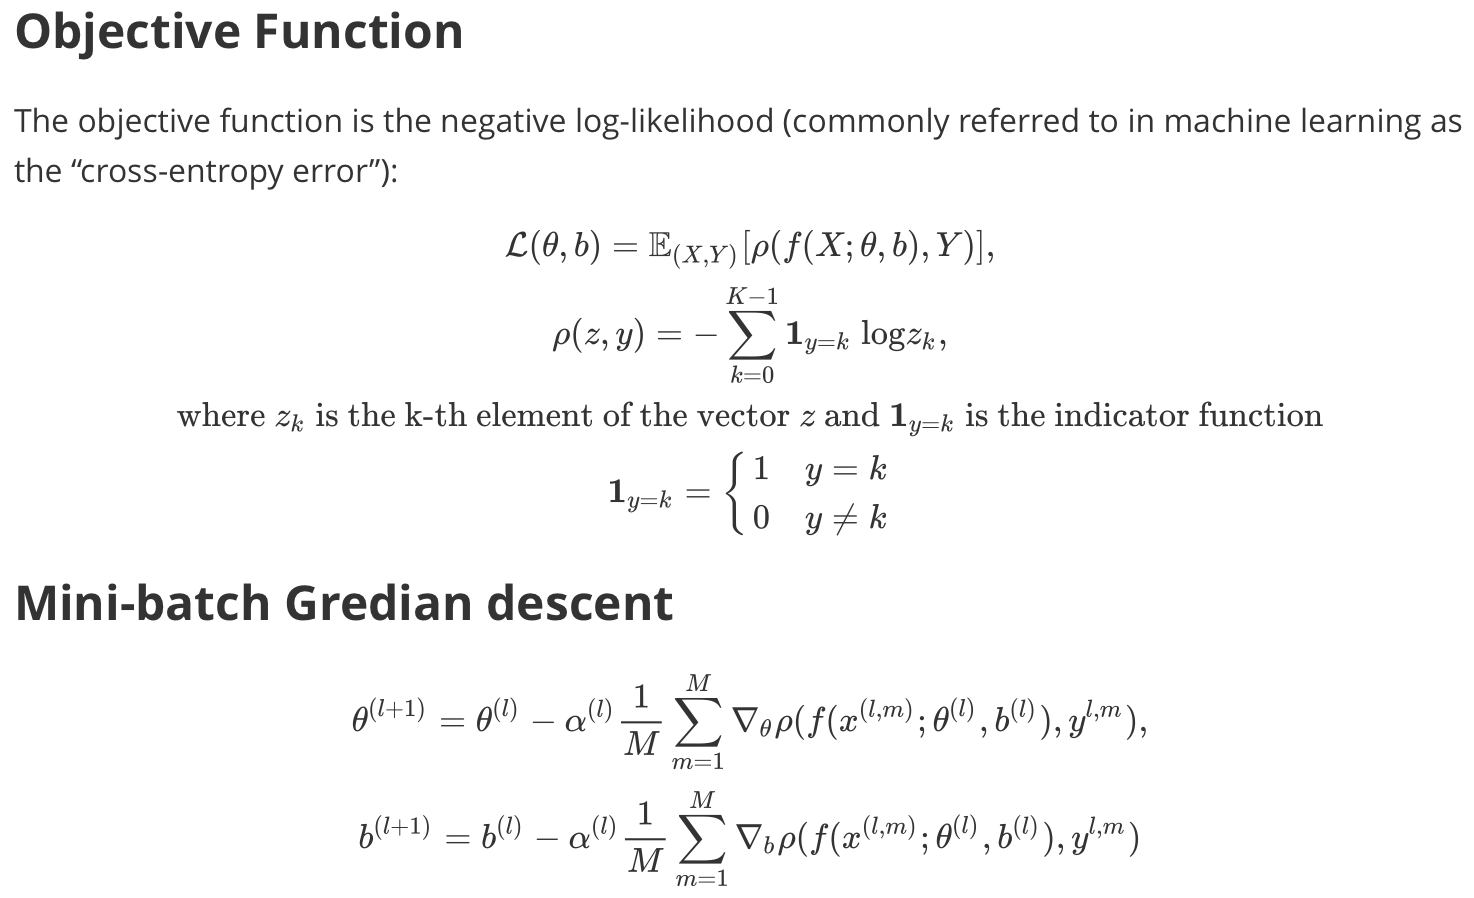 Objective Function
The objective function is the negative log-likelihood (commonly referred to in machine learning as
the “cross-entropy error”):
$\mathcal{L}(\theta, b) = \mathbb{E}_{(X,Y)}[\rho(f(X; \theta, b), Y)],$
$\rho(z, y) = -\sum_{k=0}^{K-1} \mathbf{1}_{y=k} \log z_k,$
where $z_k$ is the k-th element of the vector $z$ and $\mathbf{1}_{y=k}$ is the indicator function
$\mathbf{1}_{y=k} = \begin{cases} 1 & y = k \\ 0 & y \neq k \end{cases}$
Mini-batch Gredian descent
$\theta^{(l+1)} = \theta^{(l)} - \alpha^{(l)} \frac{1}{M} \sum_{m=1}^{M} \nabla_\theta \rho(f(x^{(l,m)}; \theta^{(l)}, b^{(l)}), y^{l,m}),$
$b^{(l+1)} = b^{(l)} - \alpha^{(l)} \frac{1}{M} \sum_{m=1}^{M} \nabla_b \rho(f(x^{(l,m)}; \theta^{(l)}, b^{(l)}), y^{l,m})$